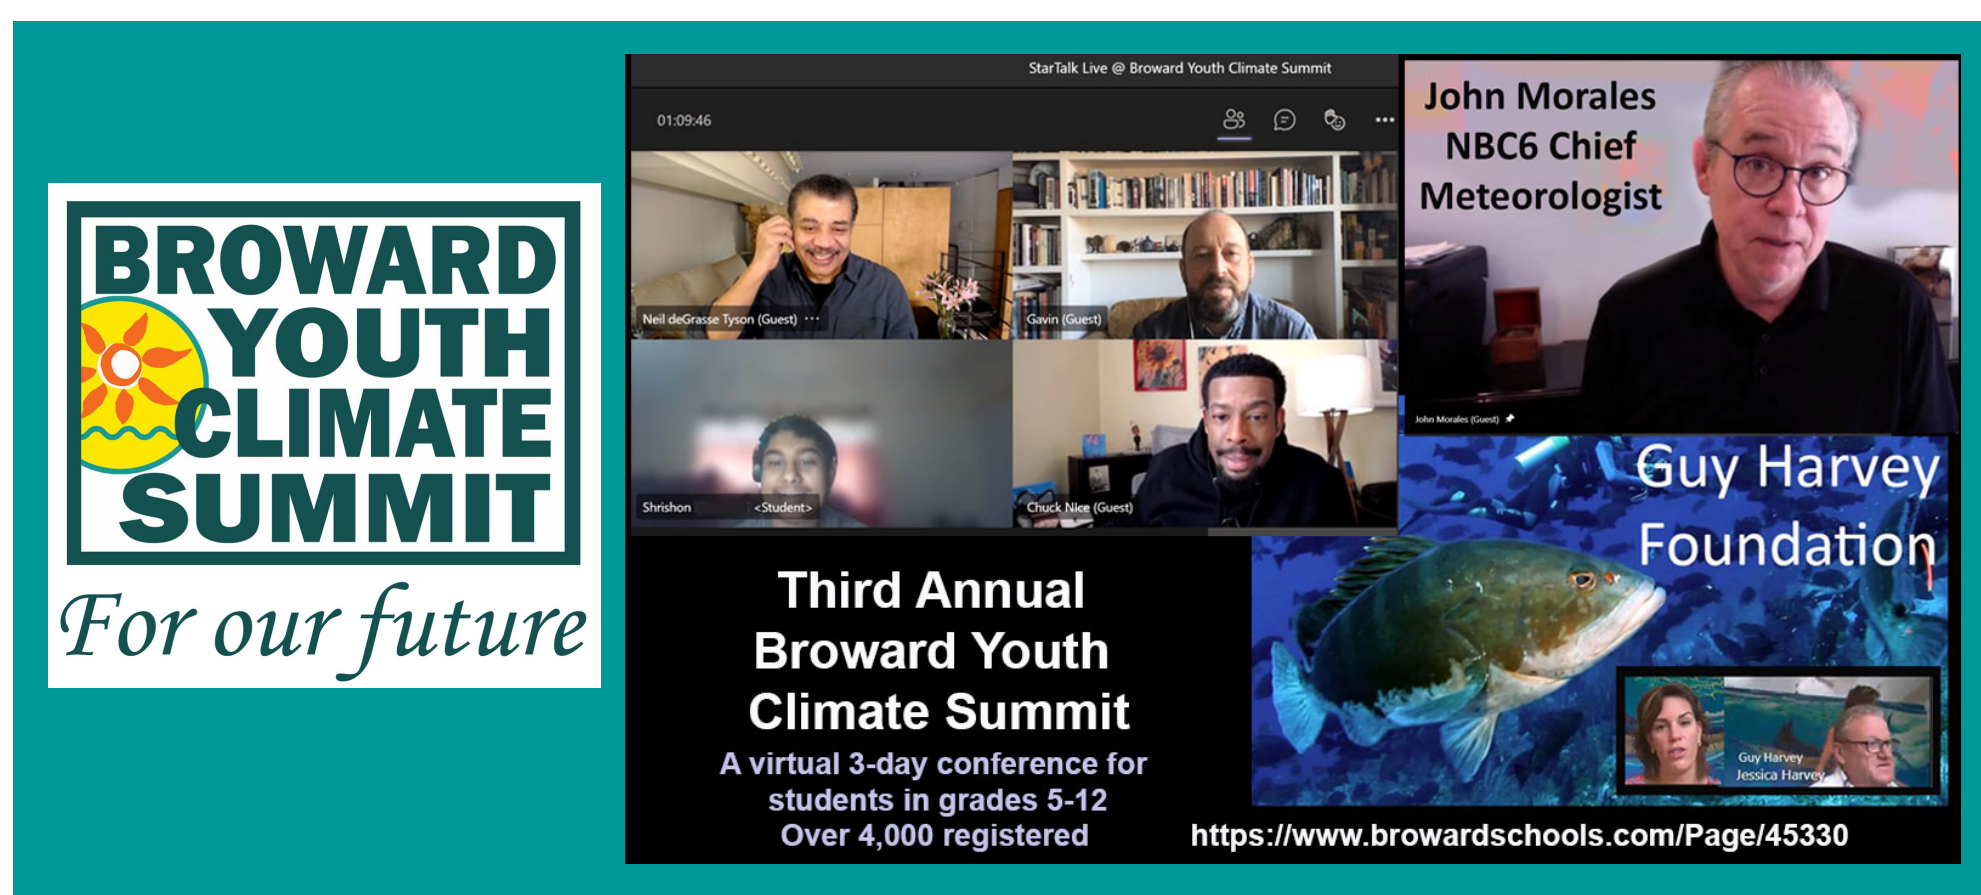 BROWARD
YOUTH
CLIMATE
SUMMIT
For our future
StarTalk Live @ Broward Youth Climate Summit
01:09:46
Neil deGrasse Tyson (Guest)
Gavin (Guest)
Shrishon <Student>
Chuck NIce (Guest)
John Morales
NBC6 Chief
Meteorologist
John Morales (Guest)
Guy Harvey
Foundation
Guy Harvey
Jessica Harvey
Third Annual
Broward Youth
Climate Summit
A virtual 3-day conference for
students in grades 5-12
Over 4,000 registered
https://www.browardschools.com/Page/45330